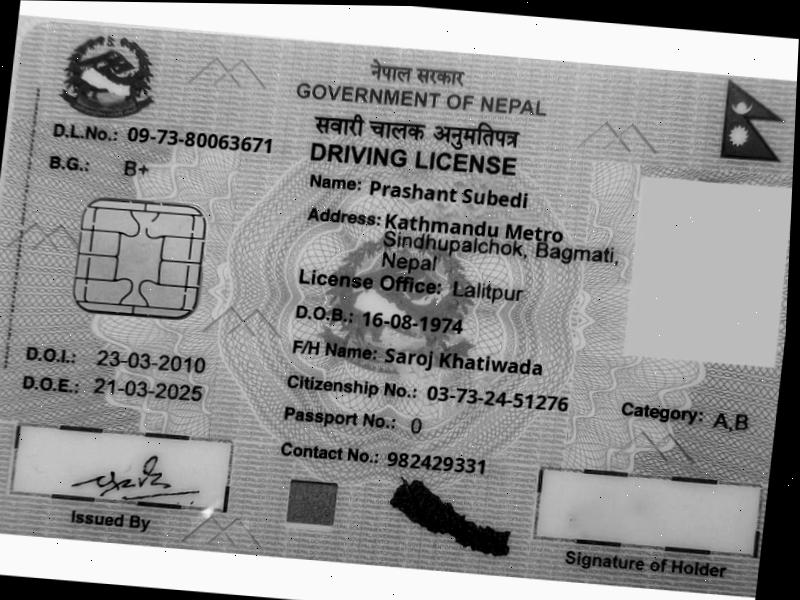 नेपाल सरकार
GOVERNMENT OF NEPAL
सवारी चालक अनुमतिपत्र
DRIVING LICENSE
D.L.No.: 09-73-80063671
B.G.: B+
Name: Prashant Subedi
Address: Kathmandu Metro
Sindhupalchok, Bagmati,
Nepal
License Office: Lalitpur
D.O.B.: 16-08-1974
F/H Name: Saroj Khatiwada
D.O.I.: 23-03-2010
D.O.E.: 21-03-2025
Citizenship No.: 03-73-24-51276
Category: A,B
Passport No.: 0
Contact No.: 982429331
Issued By
Signature of Holder